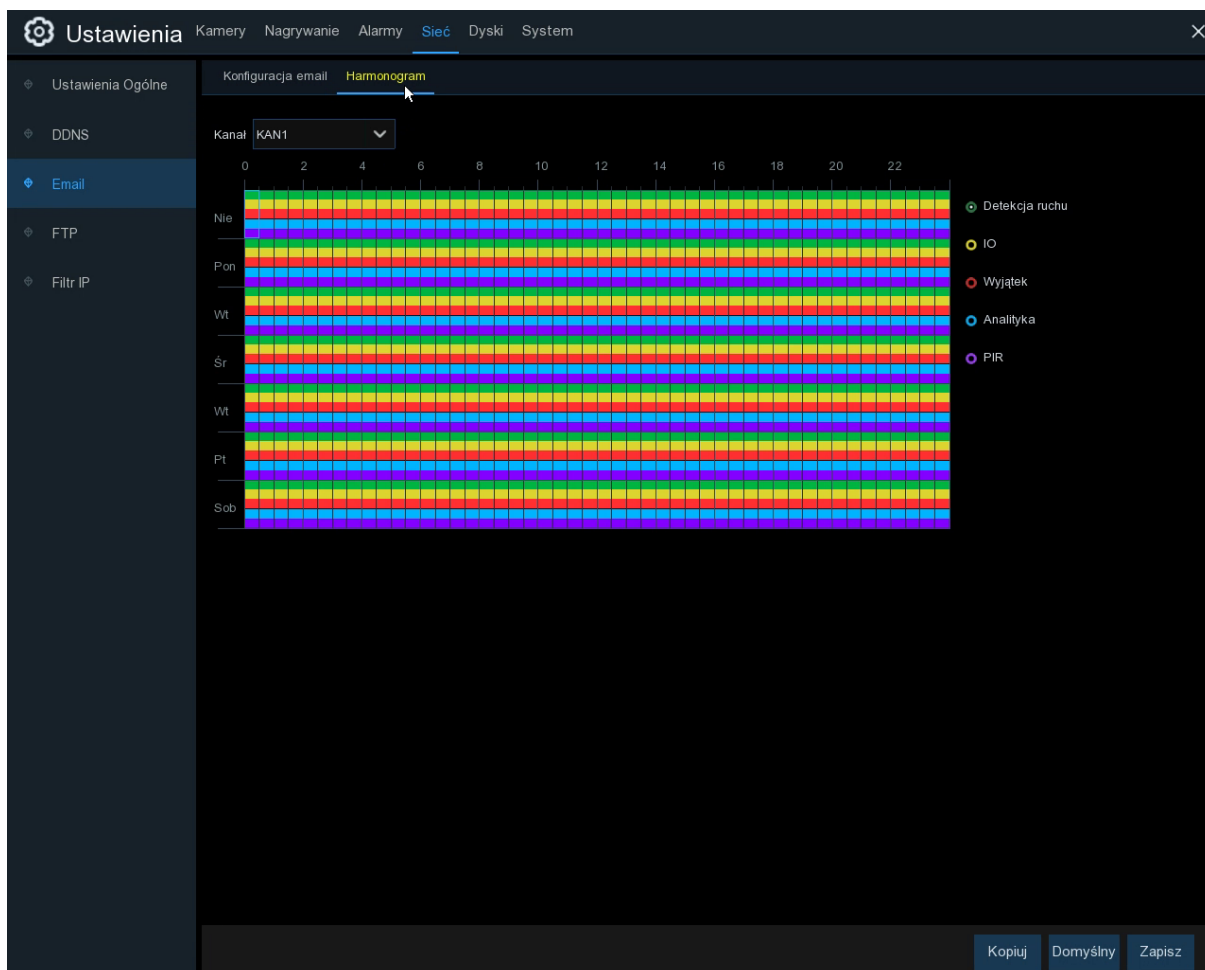 Ustawienia Kamery Nagrywanie Alarmy Sieć Dyski System
Ustawienia Ogólne
DDNS
Email
FTP
Filtr IP
Konfiguracja email Harmonogram
Kanał KAN1
0 2 4 6 8 10 12 14 16 18 20 22
Nie
Pon
Wt
Śr
Wt
Pt
Sob
Detekcja ruchu
IO
Wyjątek
Analityka
PIR
Kopiuj Domyślny Zapisz